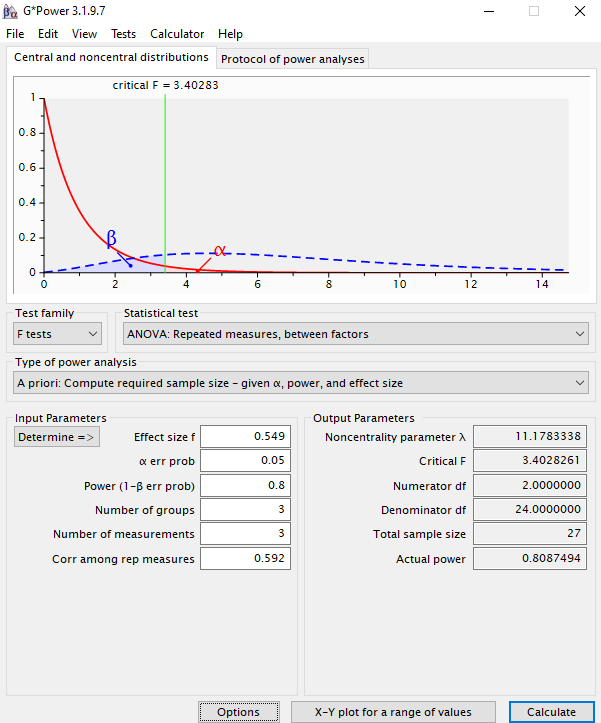 G*Power 3.1.9.7
File Edit View Tests Calculator Help
Central and noncentral distributions Protocol of power analyses
critical F = 3.40283
1
0.8
0.6
0.4
0.2
0
β
α
0 2 4 6 8 10 12 14
Test family Statistical test
F tests ANOVA: Repeated measures, between factors
Type of power analysis
A priori: Compute required sample size – given α, power, and effect size
Input Parameters Output Parameters
Determine => Effect size f 0.549 Noncentrality parameter λ 11.1783338
α err prob 0.05 Critical F 3.4028261
Power (1–β err prob) 0.8 Numerator df 2.0000000
Number of groups 3 Denominator df 24.0000000
Number of measurements 3 Total sample size 27
Corr among rep measures 0.592 Actual power 0.8087494
Options X–Y plot for a range of values Calculate